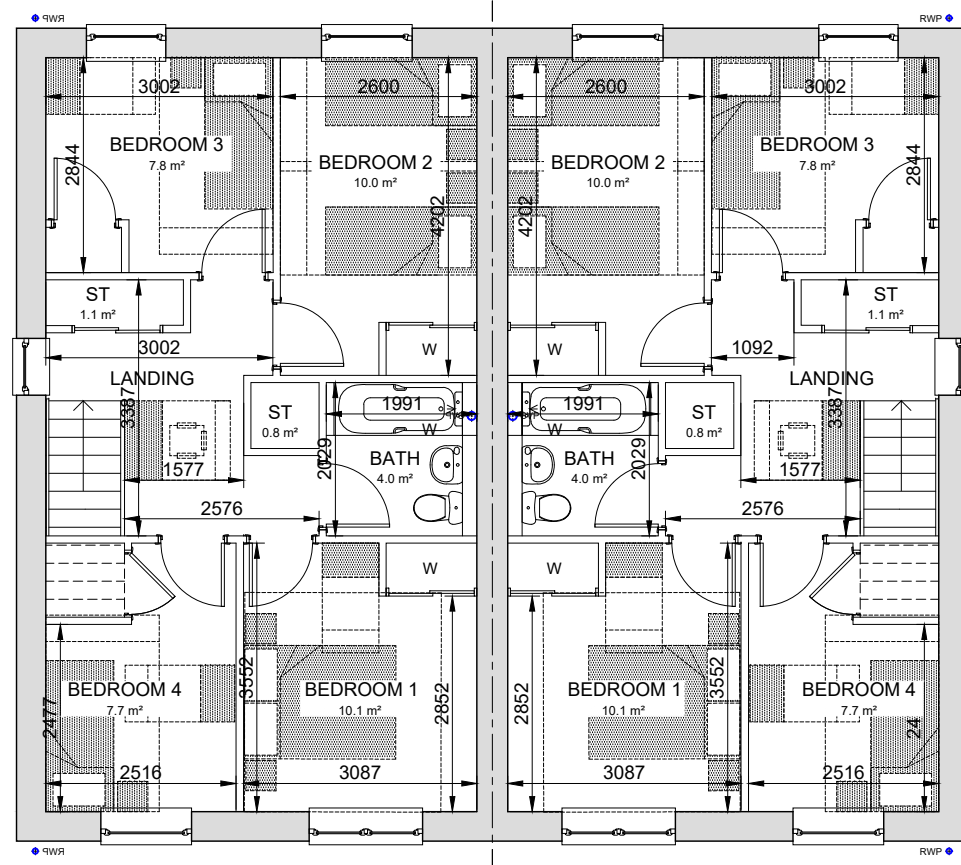 RWP
RWP
3002
2600
2600
3002
BEDROOM 3
7.8 m²
2844
BEDROOM 2
10.0 m²
4202
BEDROOM 2
10.0 m²
4202
BEDROOM 3
7.8 m²
2844
ST
1.1 m²
ST
1.1 m²
3002
W
W
1092
LANDING
LANDING
3387
3387
1991
1991
ST
0.8 m²
W
W
ST
0.8 m²
2029
2029
BATH
4.0 m²
BATH
4.0 m²
1577
1577
2576
2576
W
W
BEDROOM 4
7.7 m²
2477
BEDROOM 1
10.1 m²
3552
2852
BEDROOM 1
10.1 m²
2852
3552
BEDROOM 4
7.7 m²
24
2516
3087
3087
2516
RWP
RWP